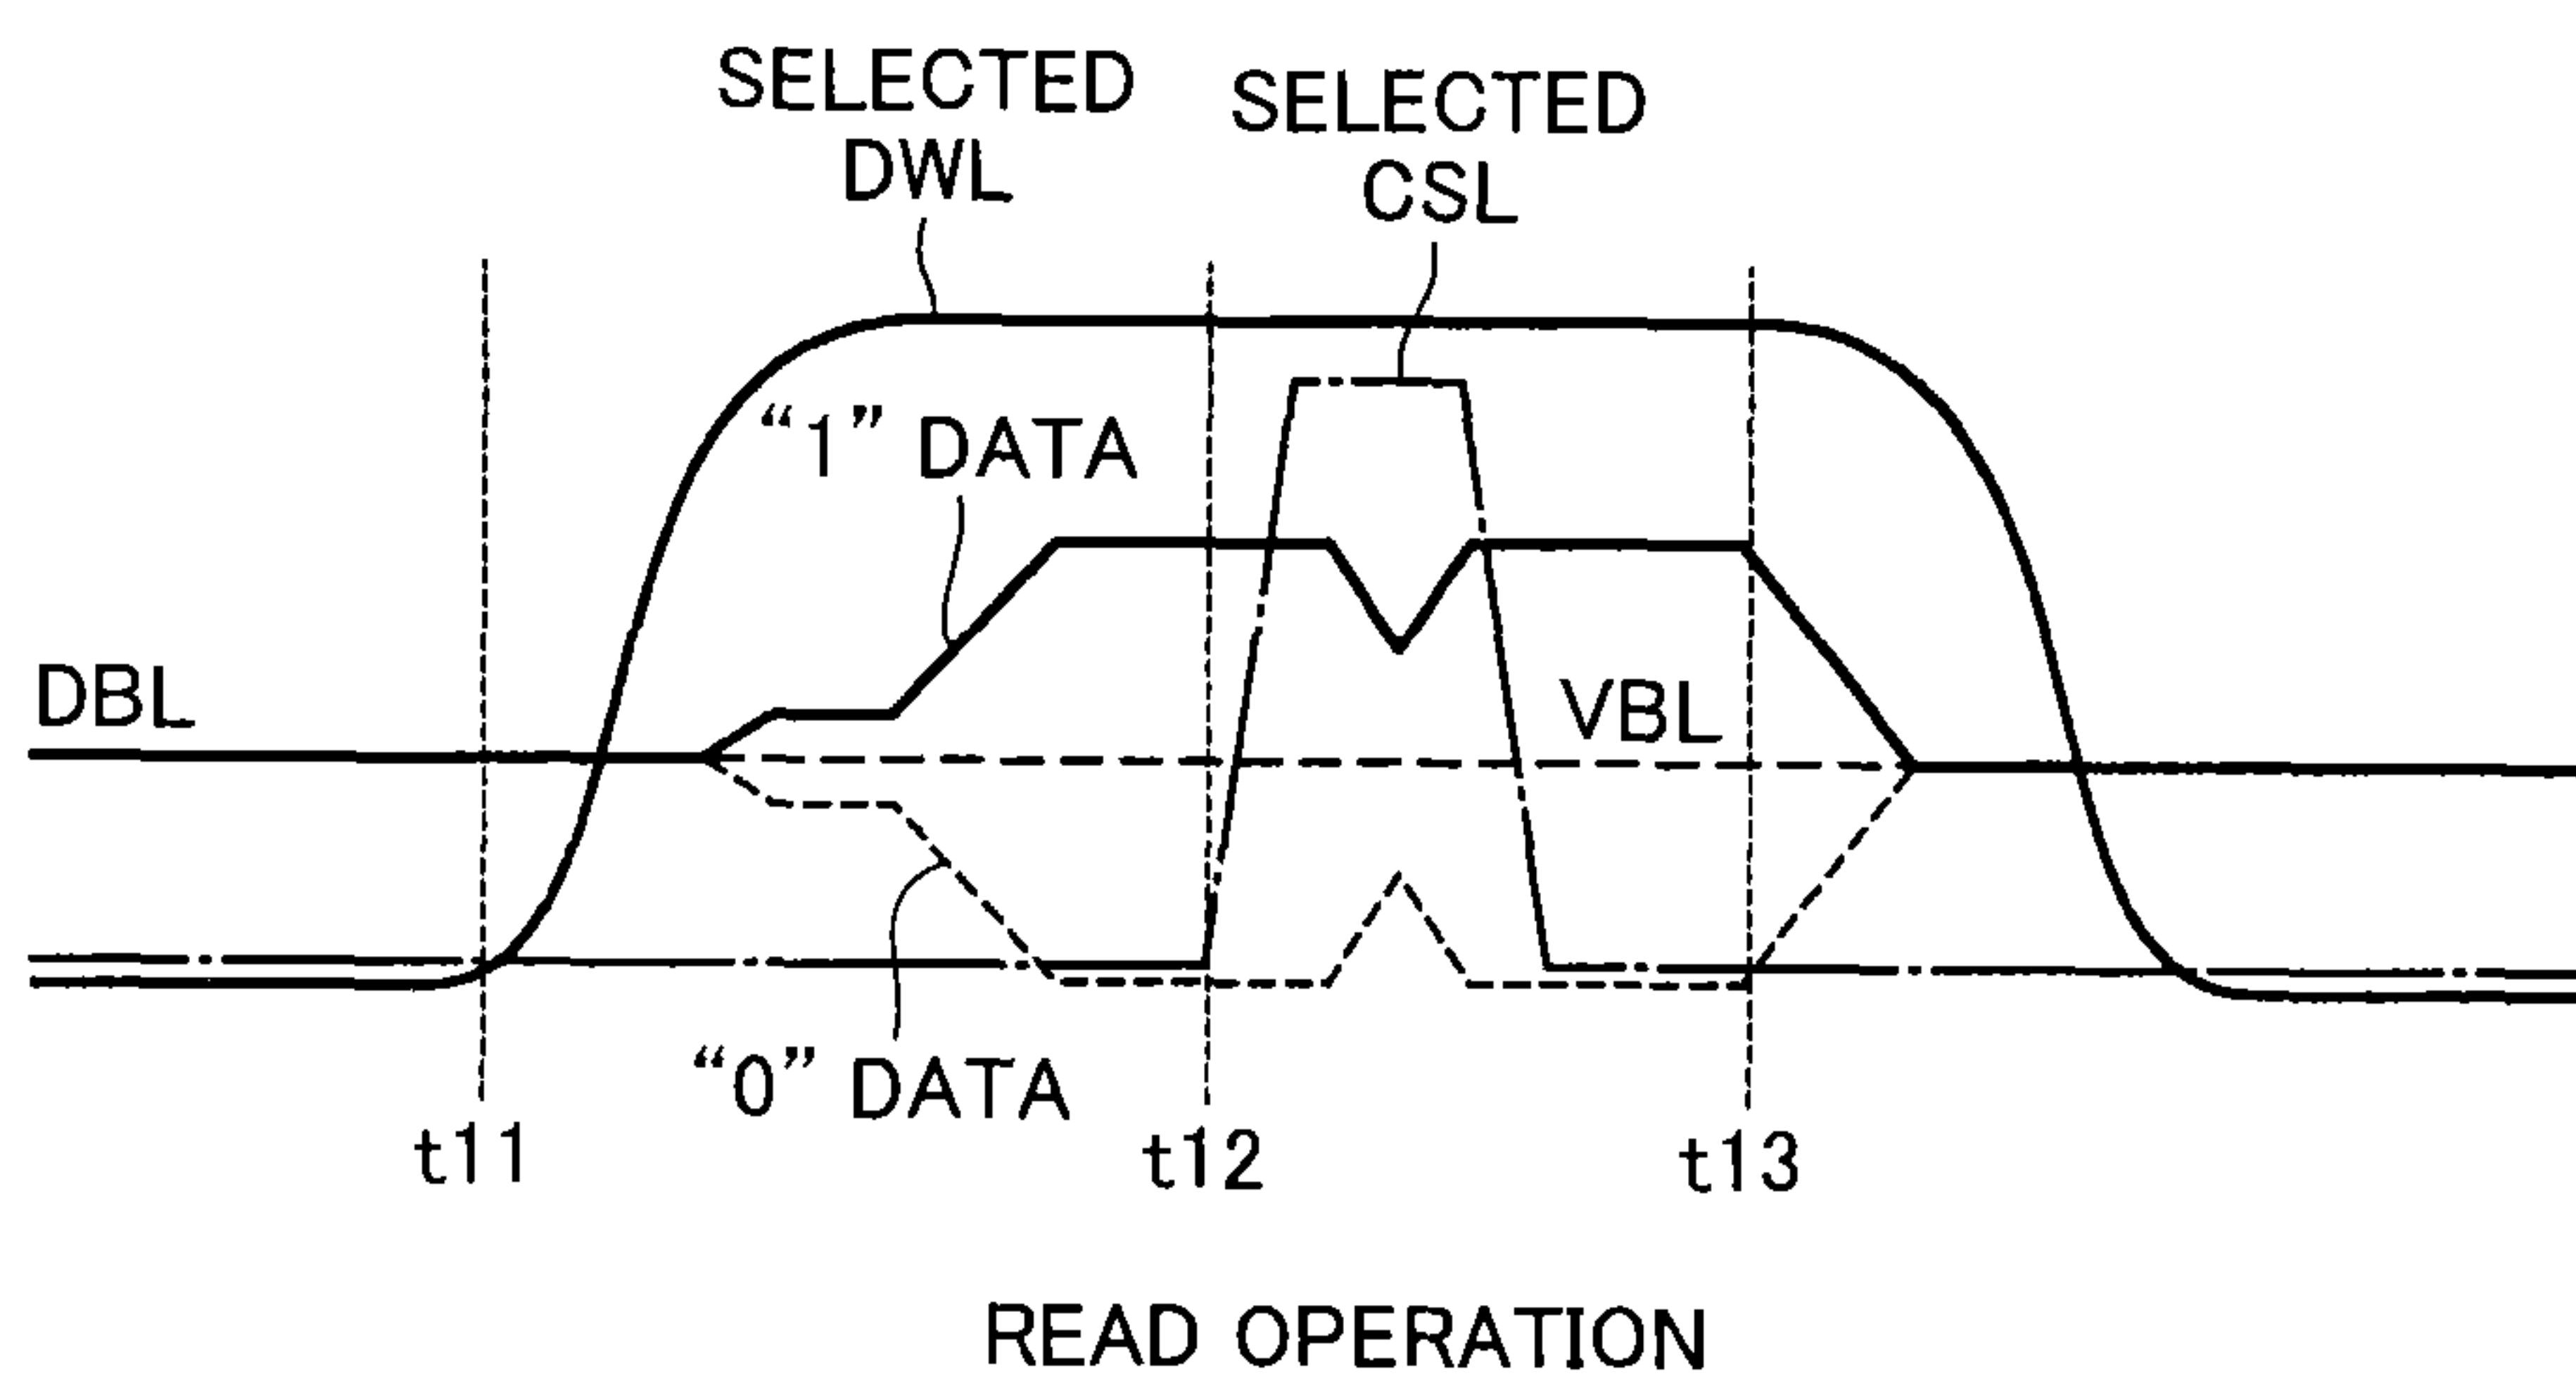 SELECTED
DWL
SELECTED
CSL
“1” DATA
DBL
VBL
“0” DATA
t11
t12
t13
READ OPERATION